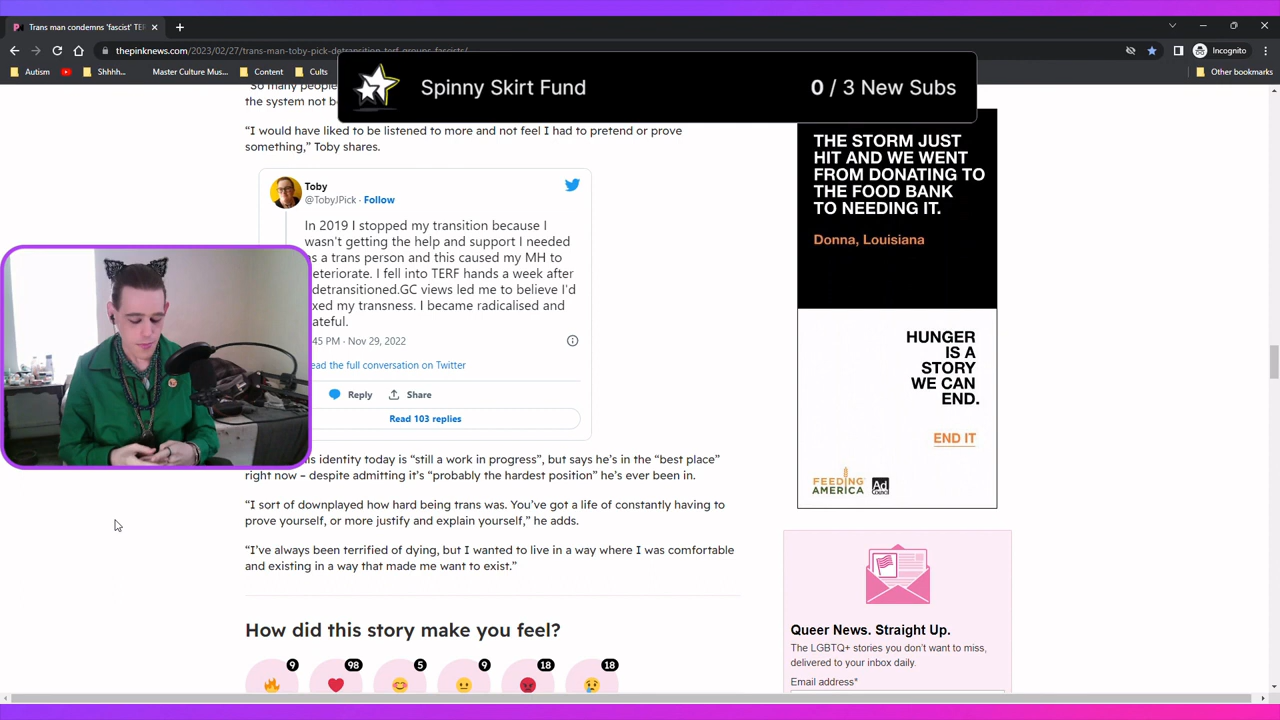 Trans man condemns 'fascist' TER
thepinknews.com/2023/02/27/trans-man-toby-pick-detransition-terf-groups-fascists/
Incognito
Autism
Shhhh...
Master Culture Mus...
Content
Cults
Other bookmarks
7
Spinny Skirt Fund
0 / 3 New Subs
"So many people
the system not be
"I would have liked to be listened to more and not feel I had to pretend or prove
something," Toby shares.
Toby
@TobyJPick · Follow
In 2019 I stopped my transition because I
wasn't getting the help and support I needed
as a trans person and this caused my MH to
eteriorate. I fell into TERF hands a week after
detransitioned.GC views led me to believe I'd
xed my transness. I became radicalised and
ateful.
45 PM · Nov 29, 2022
ead the full conversation on Twitter
Reply
Share
Read 103 replies
is identity today is "still a work in progress", but says he's in the "best place"
right now – despite admitting it's "probably the hardest position" he's ever been in.
"I sort of downplayed how hard being trans was. You've got a life of constantly having to
prove yourself, or more justify and explain yourself," he adds.
"I've always been terrified of dying, but I wanted to live in a way where I was comfortable
and existing in a way that made me want to exist."
How did this story make you feel?
9
98
5
9
18
18
THE STORM JUST
HIT AND WE WENT
FROM DONATING TO
THE FOOD BANK
TO NEEDING IT.
Donna, Louisiana
HUNGER
IS A
STORY
WE CAN
END.
END IT
FEEDING
AMERICA
Ad
COUNCIL
Queer News. Straight Up.
The LGBTQ+ stories you don't want to miss,
delivered to your inbox daily.
Email address*